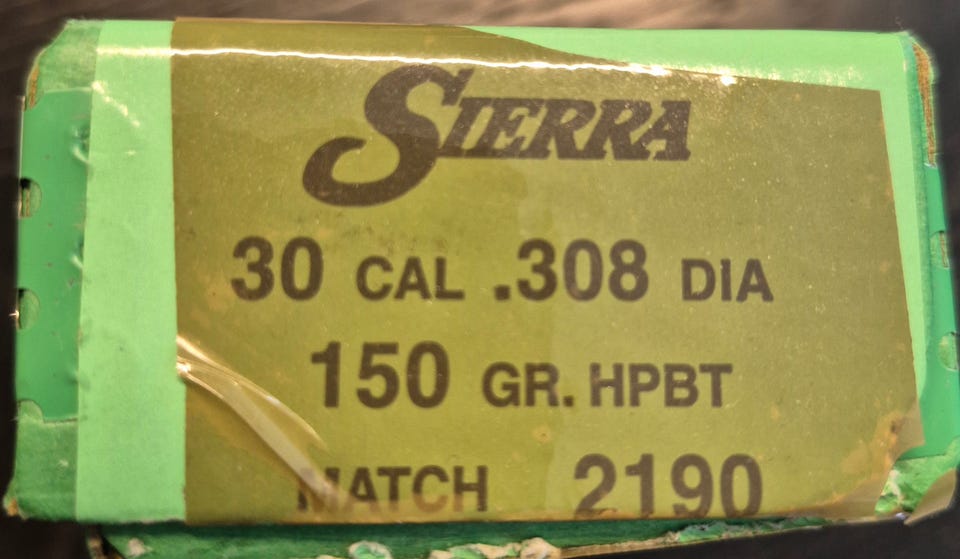 SIERRA
30 CAL .308 DIA
150 GR. HPBT
MATCH 2190